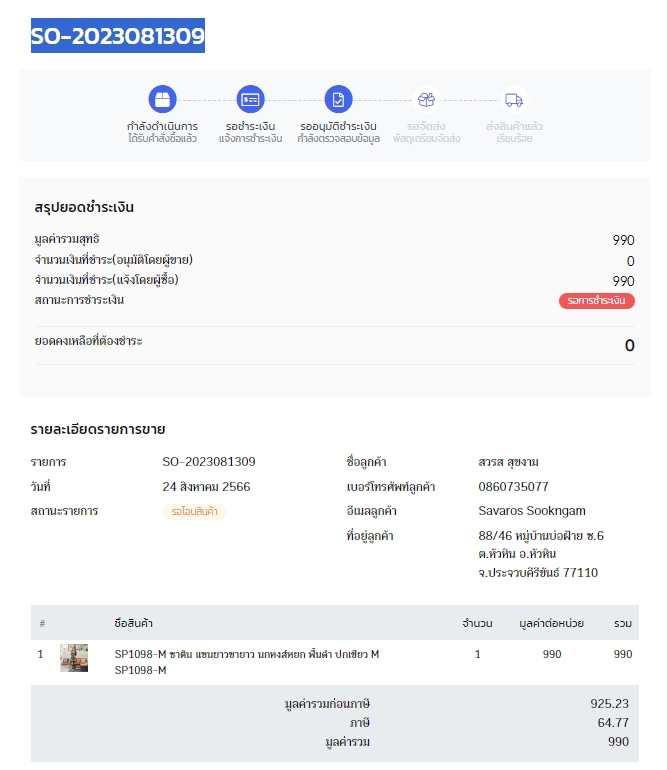 SO-2023081309
กำลังดำเนินการ
ได้รับคำสั่งซื้อแล้ว
รอชำระเงิน
แจ้งการชำระเงิน
รออนุมัติชำระเงิน
กำลังตรวจสอบข้อมูล
รอจัดส่ง
พัสดุเตรียมจัดส่ง
ส่งสินค้าแล้ว
เรียบร้อย
สรุปยอดชำระเงิน
มูลค่ารวมสุทธิ 990
จำนวนเงินที่ชำระ(อนุมัติโดยผู้ขาย) 0
จำนวนเงินที่ชำระ(แจ้งโดยผู้ซื้อ) 990
สถานะการชำระเงิน รอการชำระเงิน
ยอดคงเหลือที่ต้องชำระ 0
รายละเอียดรายการขาย
รายการ SO-2023081309 ชื่อลูกค้า สวรส สุขงาม
วันที่ 24 สิงหาคม 2566 เบอร์โทรศัพท์ลูกค้า 0860735077
สถานะรายการ รอโอนสินค้า อีเมลลูกค้า Savaros Sookngam
ที่อยู่ลูกค้า 88/46 หมู่บ้านบ่อฝ้าย ซ.6
ต.หัวหิน อ.หัวหิน
จ.ประจวบคีรีขันธ์ 77110
# ชื่อสินค้า จำนวน มูลค่าต่อหน่วย รวม
1 SP1098-M ซาติน แขนยาวขายาว นกหงส์หยก พื้นดำ ปกเขียว M 1 990 990
SP1098-M
มูลค่ารวมก่อนภาษี 925.23
ภาษี 64.77
มูลค่ารวม 990